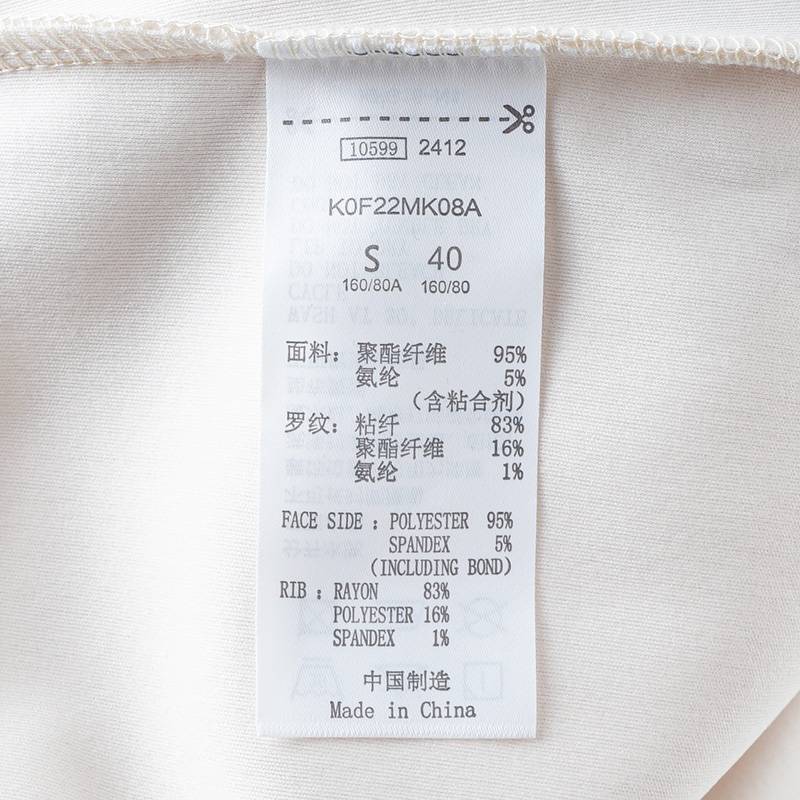 10599 2412
K0F22MK08A
S 40
160/80A 160/80
面料：聚酯纤维 95%
氨纶 5%
（含粘合剂）
罗纹：粘纤 83%
聚酯纤维 16%
氨纶 1%
FACE SIDE : POLYESTER 95%
SPANDEX 5%
(INCLUDING BOND)
RIB : RAYON 83%
POLYESTER 16%
SPANDEX 1%
中国制造
Made in China